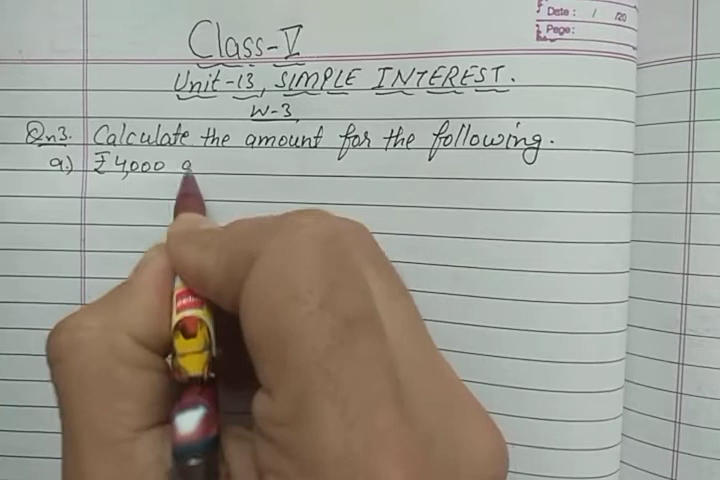 Date: / /20
Page:
Class-V
Unit-13, SIMPLE INTEREST.
W-3
Qn3. Calculate the amount for the following.
a.) ₹4,000 a